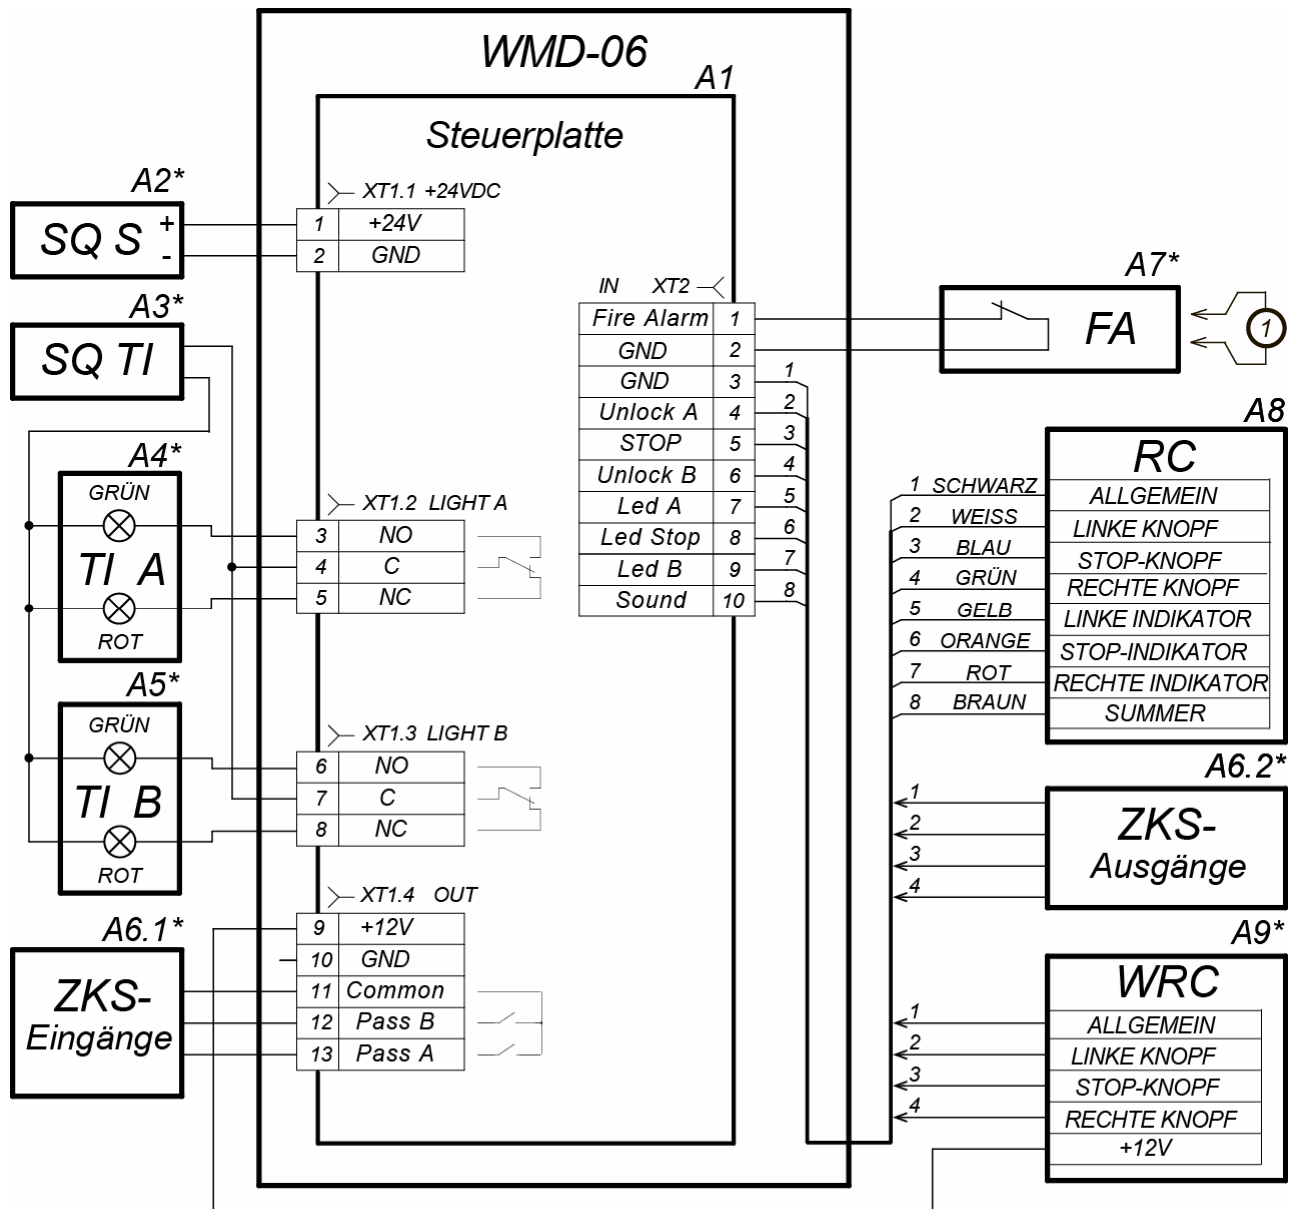 WMD-06
A1
Steuerplatte
A2*
SQ S + -
XT1.1 +24VDC
1 +24V
2 GND
A3*
SQ TI
A4*
GRÜN
TI A
ROT
XT1.2 LIGHT A
3 NO
4 C
5 NC
A5*
GRÜN
TI B
ROT
XT1.3 LIGHT B
6 NO
7 C
8 NC
A6.1*
ZKS-
Eingänge
XT1.4 OUT
9 +12V
10 GND
11 Common
12 Pass B
13 Pass A
IN XT2
Fire Alarm 1
GND 2
GND 3 1
Unlock A 4 2
STOP 5 3
Unlock B 6 4
Led A 7 5
Led Stop 8 6
Led B 9 7
Sound 10 8
A7*
FA
1
A8
RC
1 SCHWARZ ALLGEMEIN
2 WEISS LINKE KNOPF
3 BLAU STOP-KNOPF
4 GRÜN RECHTE KNOPF
5 GELB LINKE INDIKATOR
6 ORANGE STOP-INDIKATOR
7 ROT RECHTE INDIKATOR
8 BRAUN SUMMER
A6.2*
ZKS-
Ausgänge
1
2
3
4
A9*
WRC
1 ALLGEMEIN
2 LINKE KNOPF
3 STOP-KNOPF
4 RECHTE KNOPF
+12V